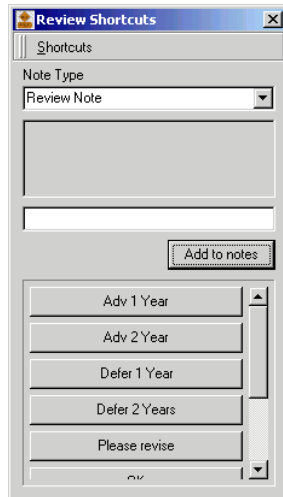 Review Shortcuts
Shortcuts
Note Type
Review Note
Add to notes
Adv 1 Year
Adv 2 Year
Defer 1 Year
Defer 2 Years
Please revise
OK